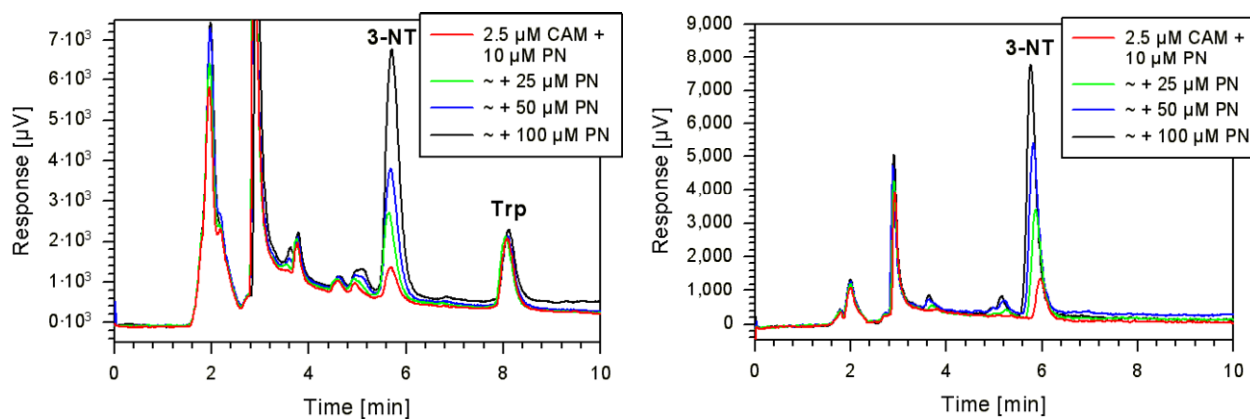 3-NT
2.5 µM CAM +
10 µM PN
~ + 25 µM PN
~ + 50 µM PN
~ + 100 µM PN
Trp
Response [µV]
7·10³
6·10³
5·10³
4·10³
3·10³
2·10³
1·10³
0·10³
0 2 4 6 8 10
Time [min]
3-NT
2.5 µM CAM +
10 µM PN
~ + 25 µM PN
~ + 50 µM PN
~ + 100 µM PN
Response [µV]
9,000
8,000
7,000
6,000
5,000
4,000
3,000
2,000
1,000
0
0 2 4 6 8 10
Time [min]